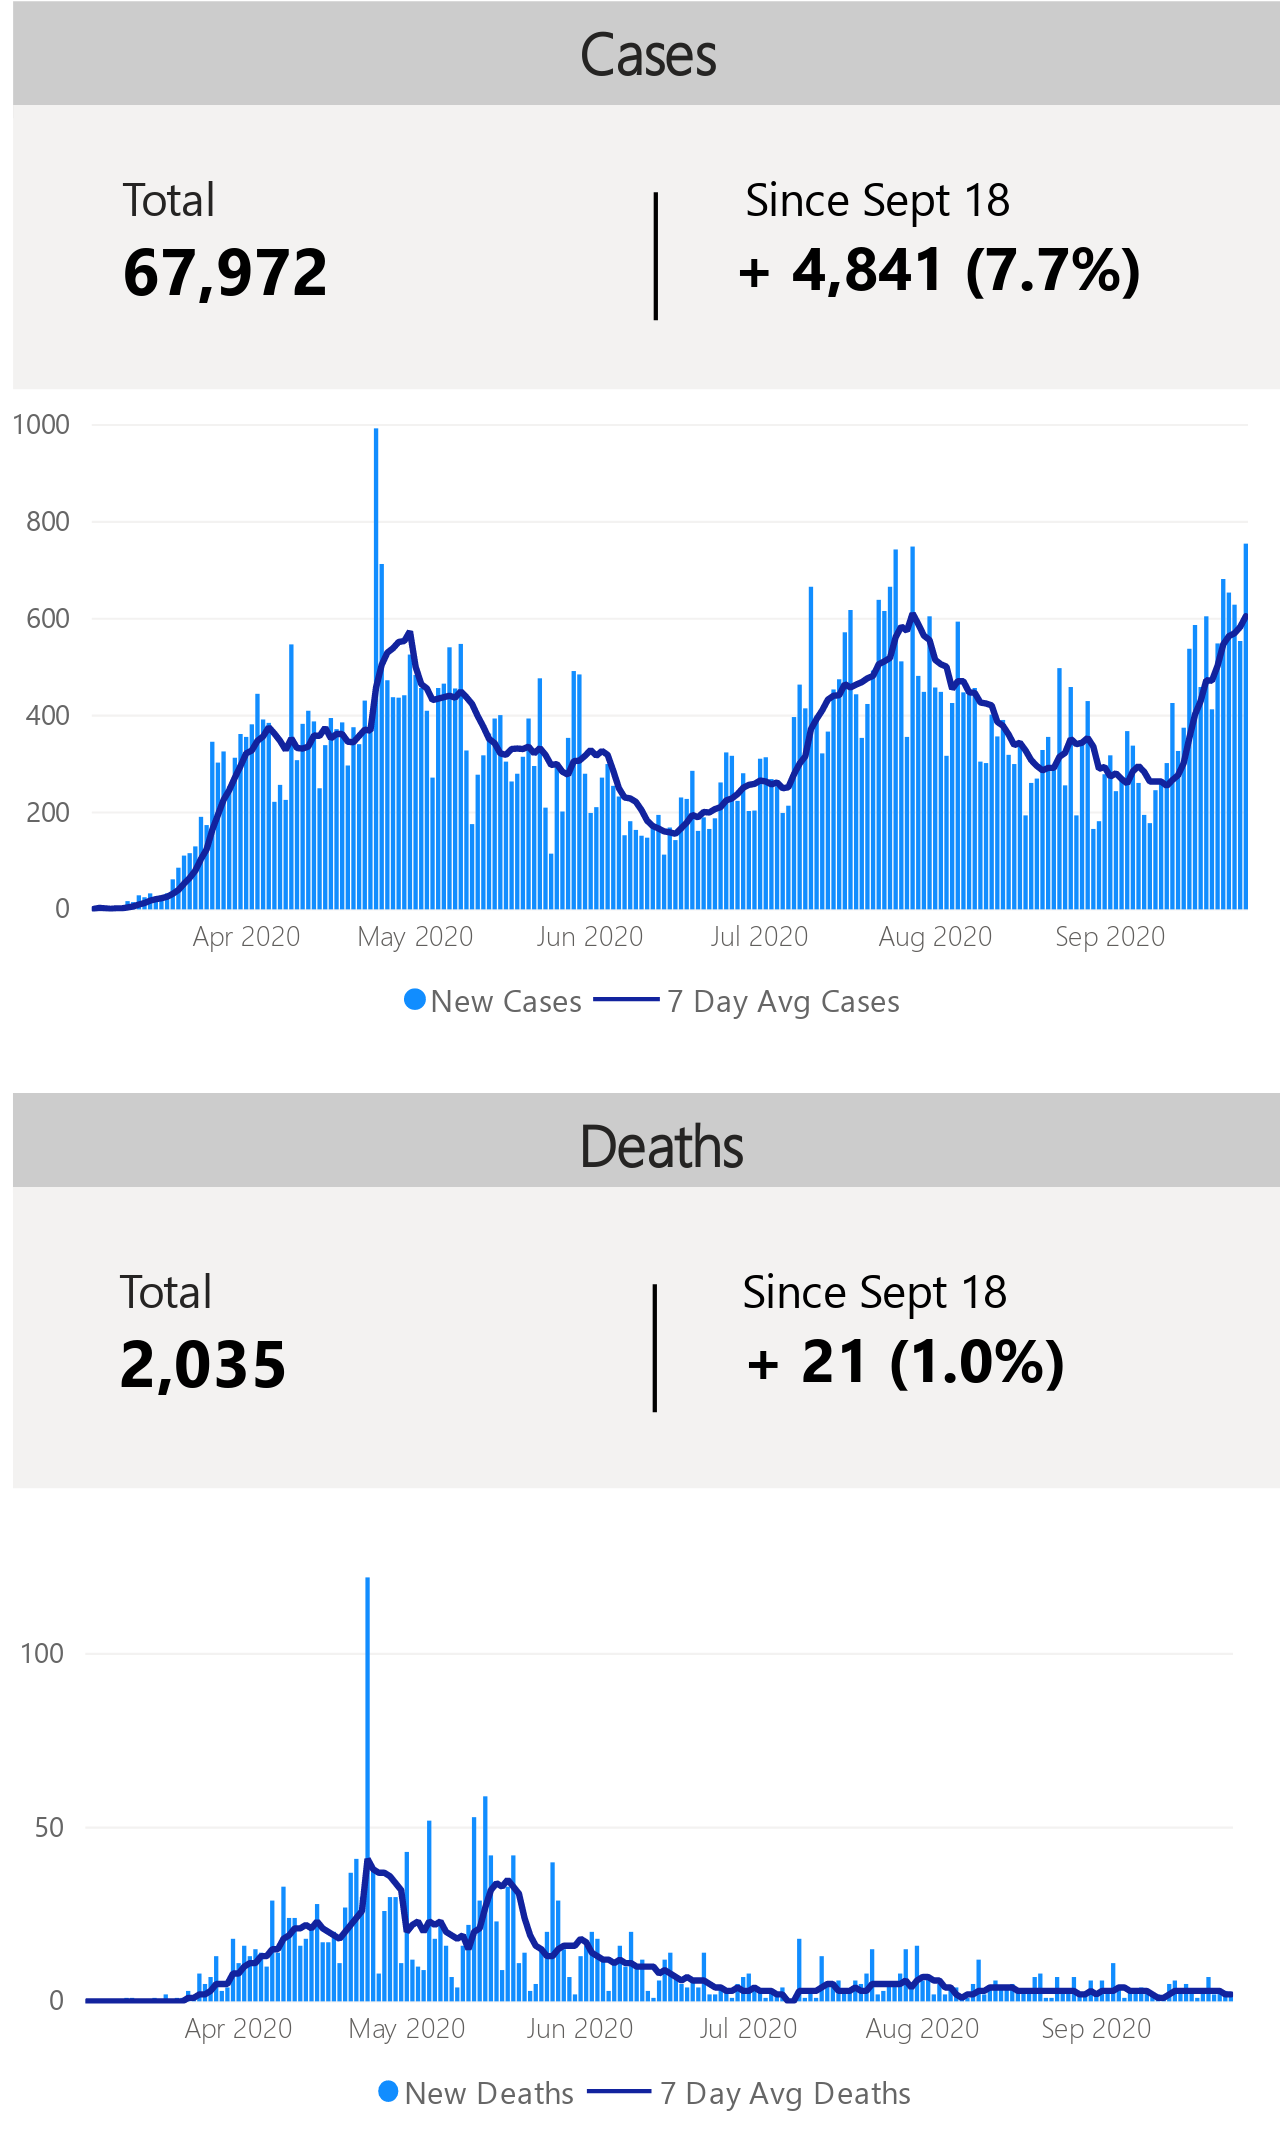 Cases
Total
67,972
Since Sept 18
+ 4,841 (7.7%)
1000
800
600
400
200
0
Apr 2020 May 2020 Jun 2020 Jul 2020 Aug 2020 Sep 2020
New Cases 7 Day Avg Cases
Deaths
Total
2,035
Since Sept 18
+ 21 (1.0%)
100
50
0
Apr 2020 May 2020 Jun 2020 Jul 2020 Aug 2020 Sep 2020
New Deaths 7 Day Avg Deaths